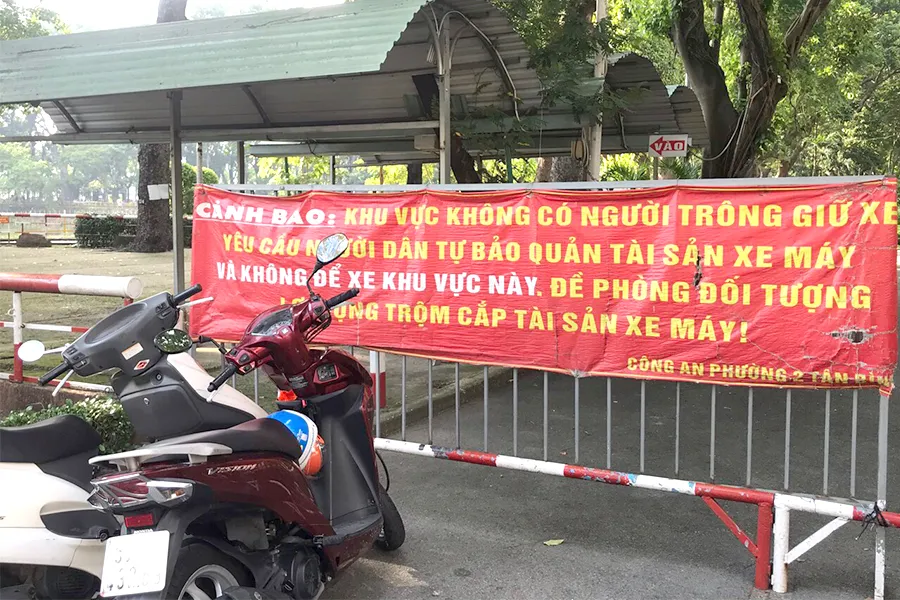 VÀO
CẢNH BÁO: KHU VỰC KHÔNG CÓ NGƯỜI TRÔNG GIỮ XE
YÊU CẦU NGƯỜI DÂN TỰ BẢO QUẢN TÀI SẢN XE MÁY
VÀ KHÔNG ĐỂ XE KHU VỰC NÀY. ĐỀ PHÒNG ĐỐI TƯỢNG
TRỘM CẮP TÀI SẢN XE MÁY!
CÔNG AN PHƯỜNG 2 TÂN
VISION